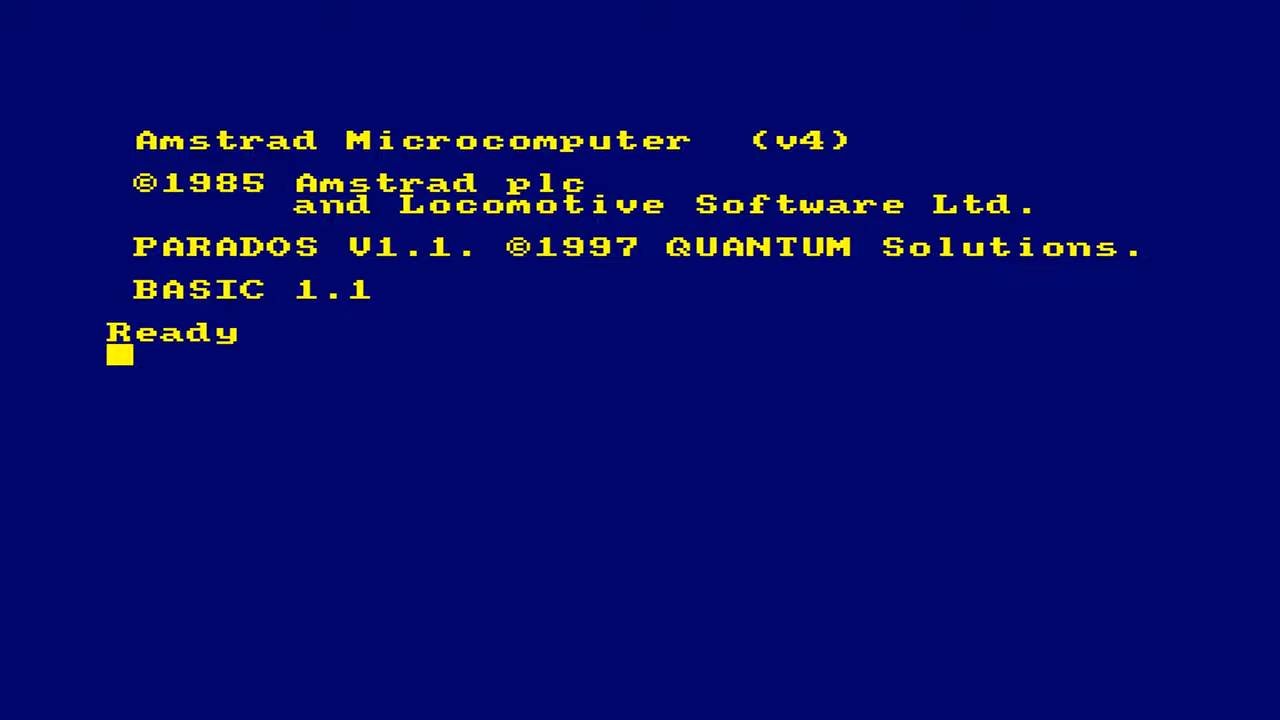 Amstrad Microcomputer (v4)
©1985 Amstrad plc
and Locomotive Software Ltd.
PARADOS V1.1. ©1997 QUANTUM Solutions.
BASIC 1.1
Ready